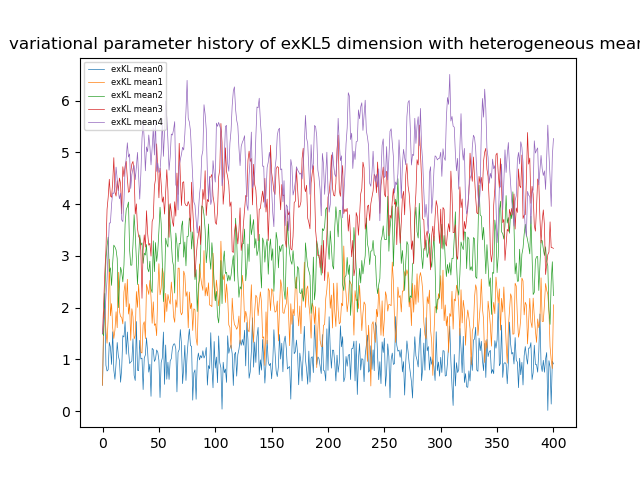 variational parameter history of exKL5 dimension with heterogeneous mean
exKL mean0
exKL mean1
exKL mean2
exKL mean3
exKL mean4
6
5
4
3
2
1
0
0 50 100 150 200 250 300 350 400